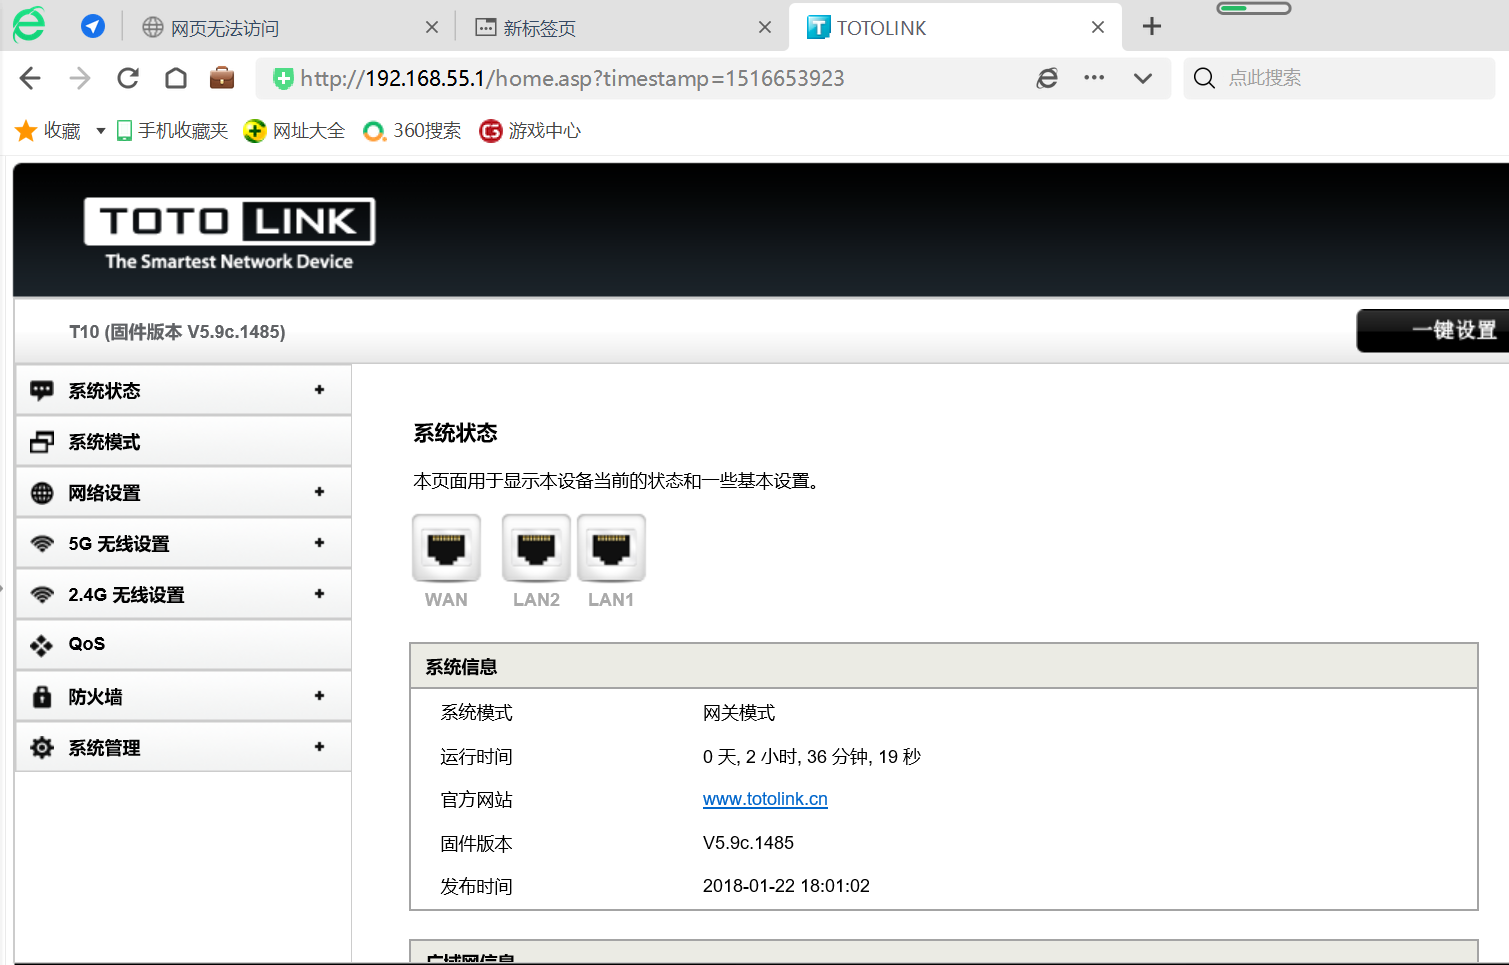 网页无法访问
新标签页
TOTOLINK
http://192.168.55.1/home.asp?timestamp=1516653923
点此搜索
收藏
手机收藏夹
网址大全
360搜索
游戏中心
TOTO LINK
The Smartest Network Device
T10 (固件版本 V5.9c.1485)
一键设置
系统状态
系统模式
网络设置
5G 无线设置
2.4G 无线设置
QoS
防火墙
系统管理
系统状态
本页面用于显示本设备当前的状态和一些基本设置。
WAN LAN2 LAN1
系统信息
系统模式 网关模式
运行时间 0 天, 2 小时, 36 分钟, 19 秒
官方网站 www.totolink.cn
固件版本 V5.9c.1485
发布时间 2018-01-22 18:01:02
广域网信息